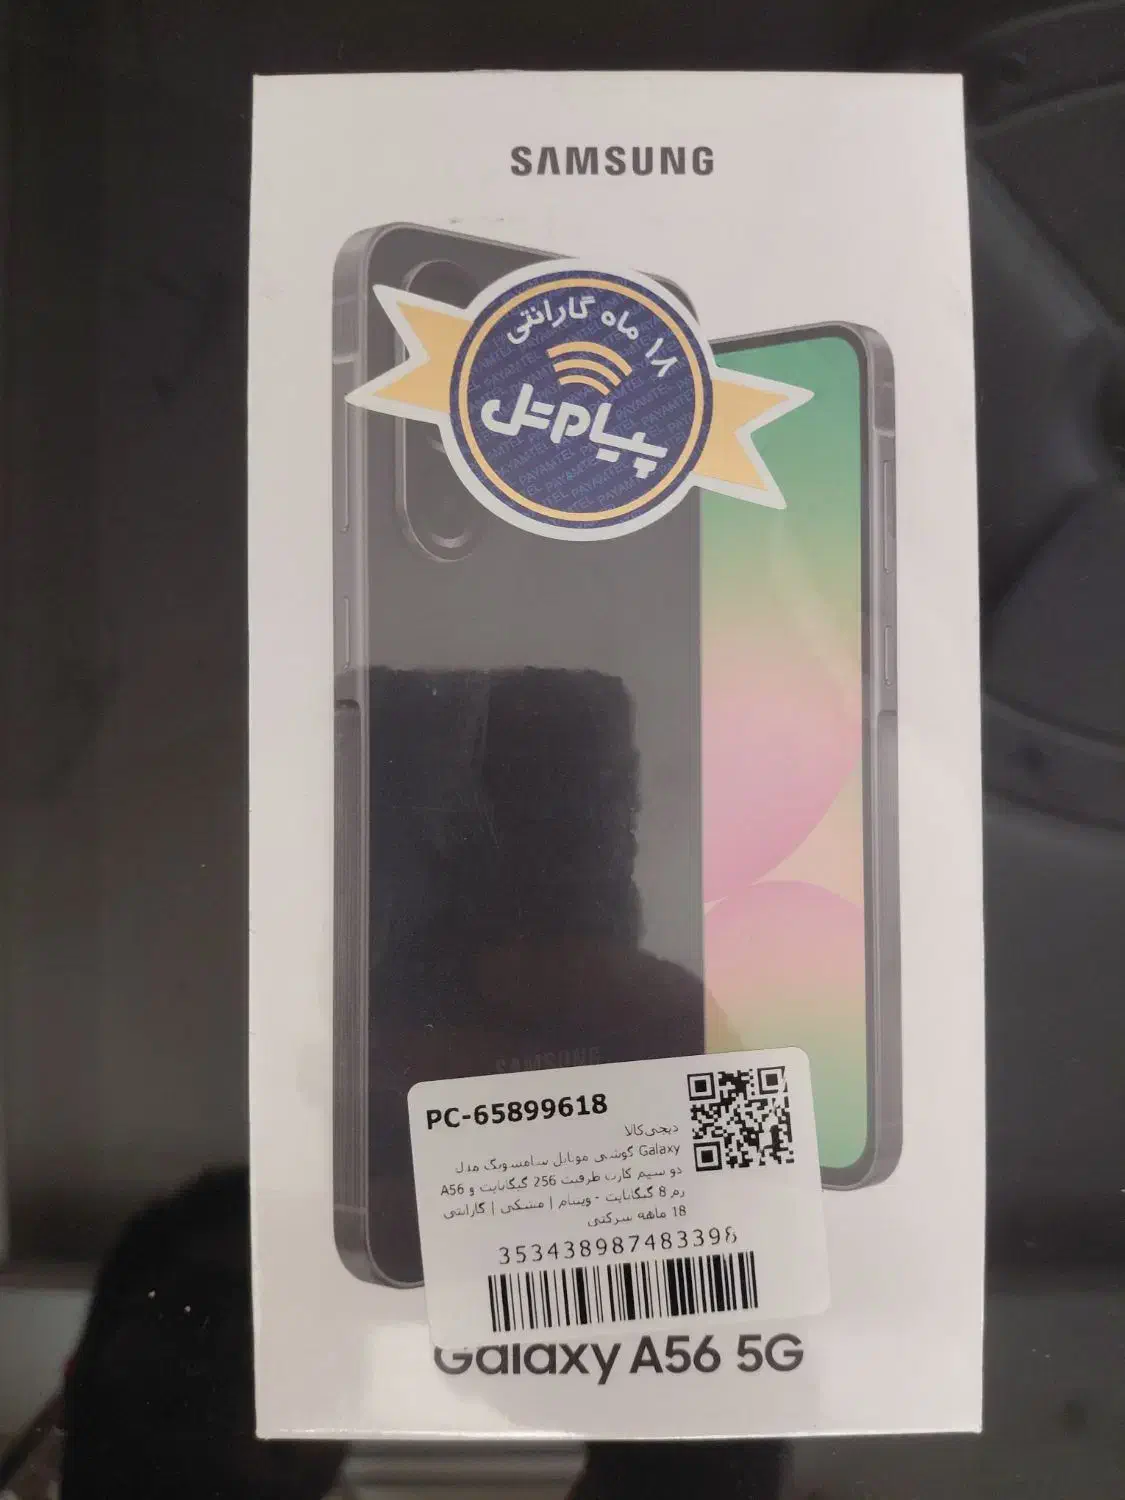 SAMSUNG
۱۸ ماه گارانتی
پیام‌تل
SAMSUNG
PC-65899618
دیجی‌کالا
گوشی موبایل سامسونگ مدل Galaxy
A56 دو سیم کارت ظرفیت 256 گیگابایت و
رم 8 گیگابایت - ویتنام | مشکی | گارانتی
18 ماهه شرکتی
353438987483398
Galaxy A56 5G